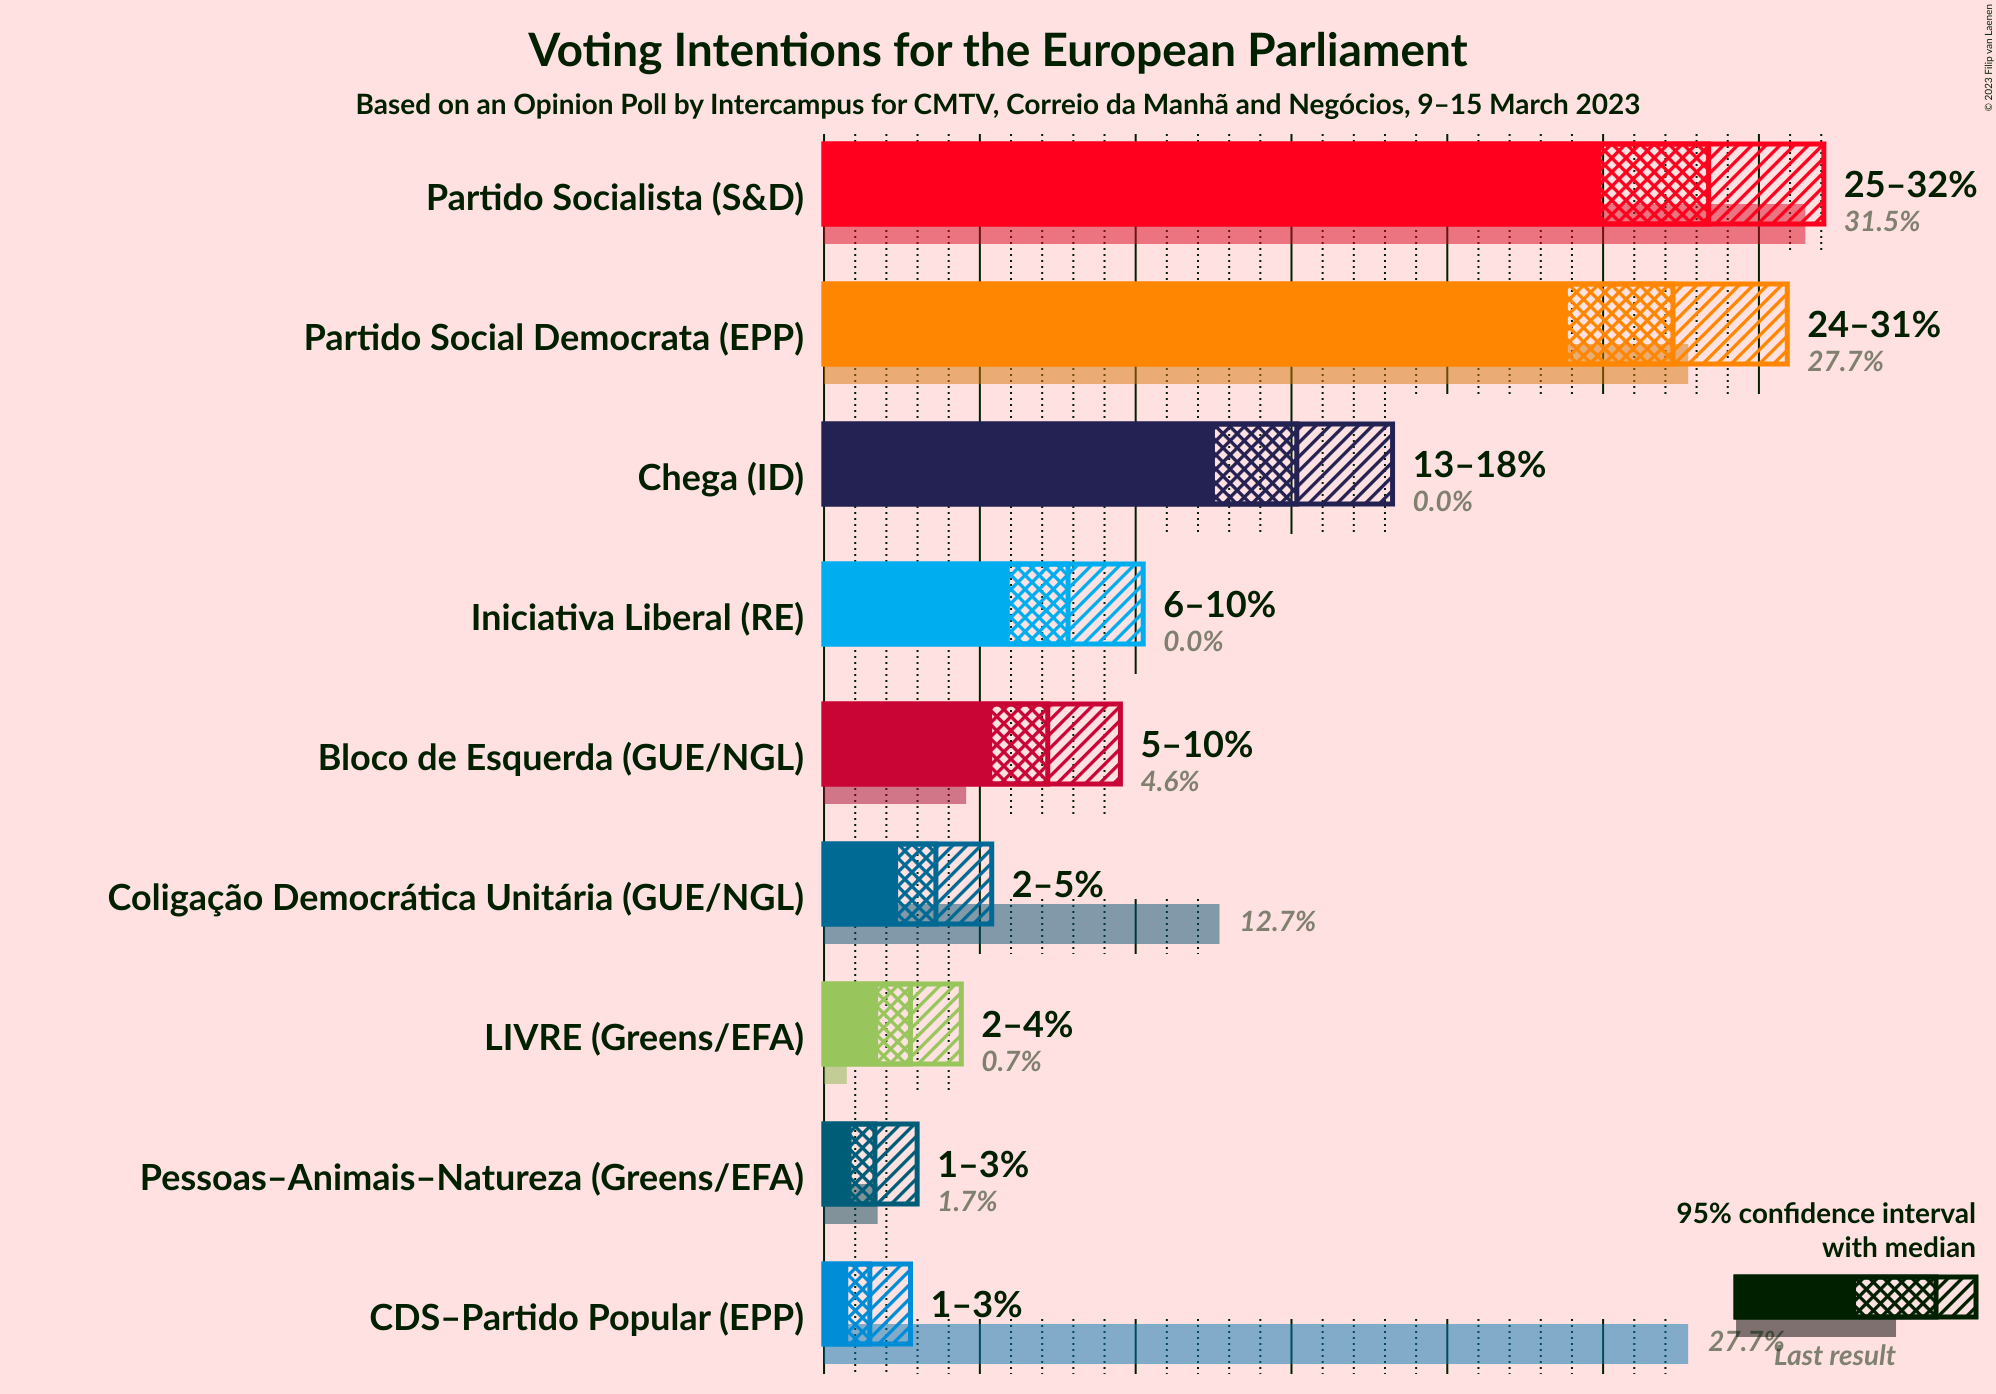 Voting Intentions for the European Parliament
Based on an Opinion Poll by Intercampus for CMTV, Correio da Manhã and Negócios, 9–15 March 2023
© 2023 Filip van Laenen
Partido Socialista (S&D)
25–32%
31.5%
Partido Social Democrata (EPP)
24–31%
27.7%
Chega (ID)
13–18%
0.0%
Iniciativa Liberal (RE)
6–10%
0.0%
Bloco de Esquerda (GUE/NGL)
5–10%
4.6%
Coligação Democrática Unitária (GUE/NGL)
2–5%
12.7%
LIVRE (Greens/EFA)
2–4%
0.7%
Pessoas–Animais–Natureza (Greens/EFA)
1–3%
1.7%
CDS–Partido Popular (EPP)
1–3%
27.7%
95% confidence interval
with median
Last result